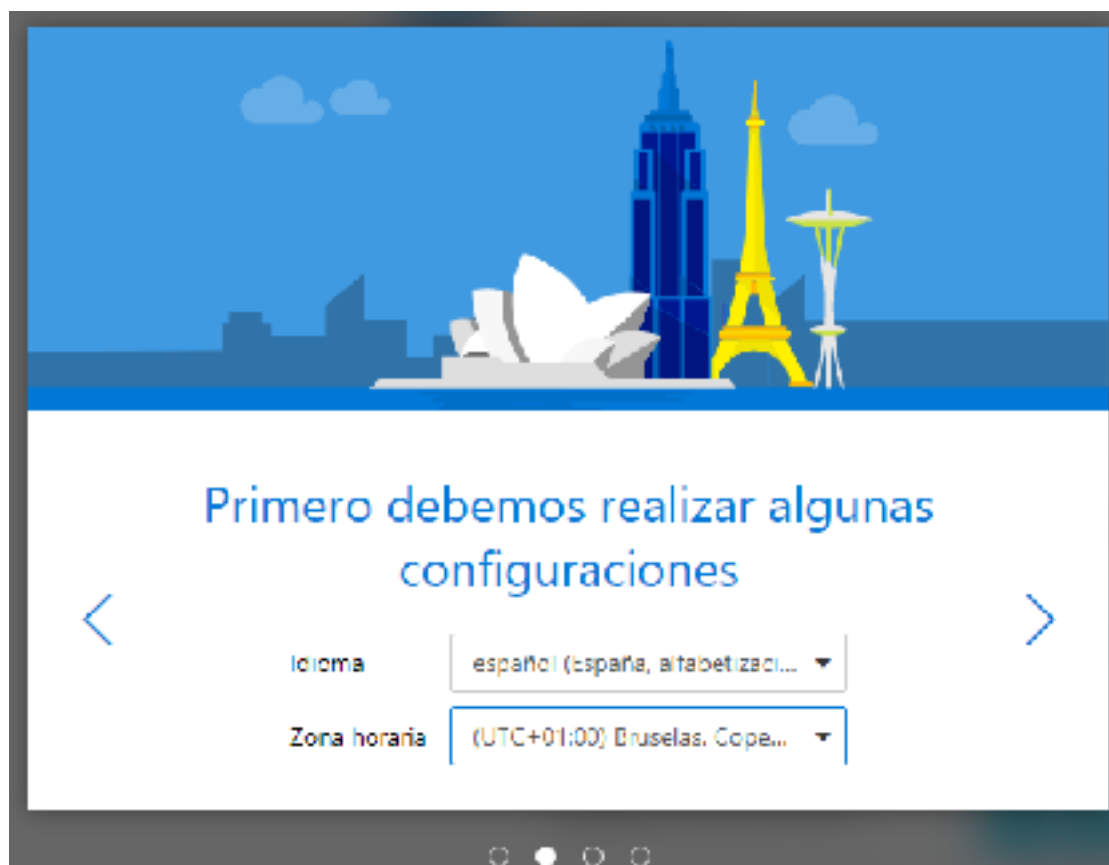 Primero debemos realizar algunas
configuraciones
Idioma
español (España, alfabetizaci...
Zona horaria
(UTC+01:00) Bruselas, Cope...